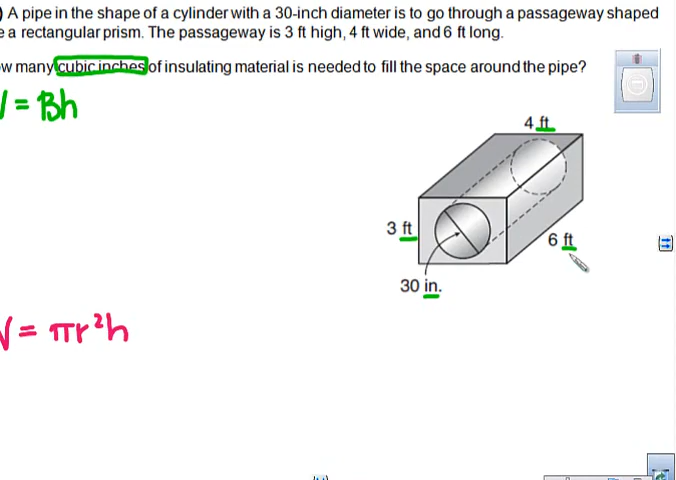 ) A pipe in the shape of a cylinder with a 30-inch diameter is to go through a passageway shaped
e a rectangular prism. The passageway is 3 ft high, 4 ft wide, and 6 ft long.
w many cubic inches of insulating material is needed to fill the space around the pipe?
V = Bh
4 ft
3 ft
6 ft
30 in.
V = πr²h